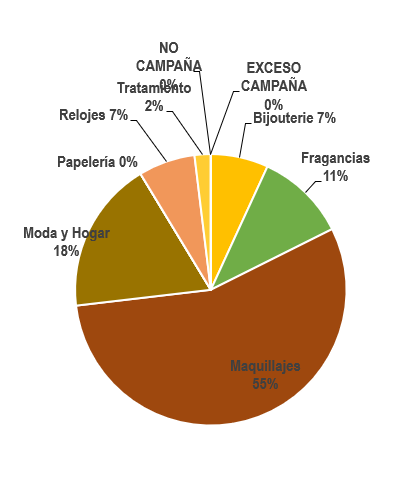 NO
CAMPAÑA
0%
EXCESO
CAMPAÑA
0%
Tratamiento
2%
Relojes 7%
Bijouterie 7%
Papelería 0%
Fragancias
11%
Moda y Hogar
18%
Maquillajes
55%